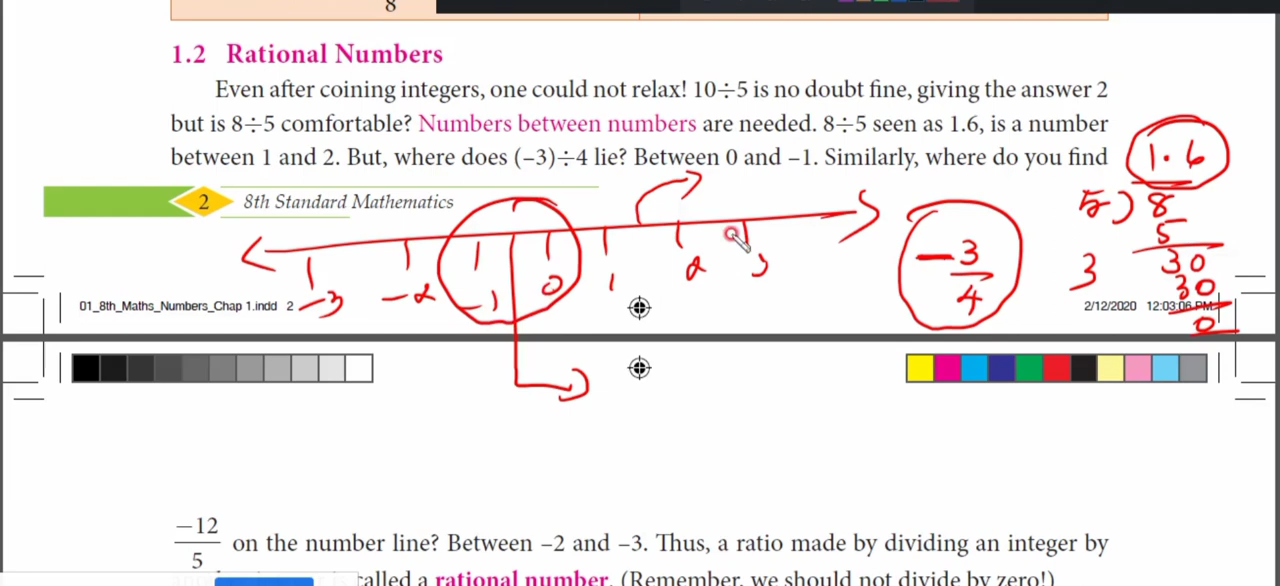 8
1.2 Rational Numbers
Even after coining integers, one could not relax! 10÷5 is no doubt fine, giving the answer 2
but is 8÷5 comfortable? Numbers between numbers are needed. 8÷5 seen as 1.6, is a number
between 1 and 2. But, where does (−3)÷4 lie? Between 0 and −1. Similarly, where do you find
1.6
2 8th Standard Mathematics
5)8
5
3 30
30
0
-3 -2 -1 0 1 2 3
-3
4
01_8th_Maths_Numbers_Chap 1.indd 2
2/12/2020 12:03:06 PM
−12
5
on the number line? Between −2 and −3. Thus, a ratio made by dividing an integer by
called a rational number. (Remember, we should not divide by zero!)